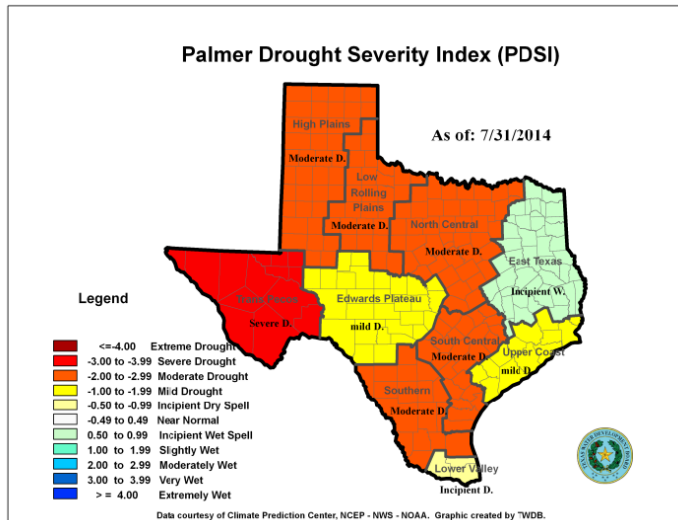 Palmer Drought Severity Index (PDSI)
As of: 7/31/2014
High Plains
Moderate D.
Low
Rolling
Plains
Moderate D.
North Central
Moderate D.
East Texas
Incipient W.
Trans Pecos
Severe D.
Edwards Plateau
mild D.
South Central
Moderate D.
Upper Coast
mild D.
Southern
Moderate D.
Lower Valley
Incipient D.
Legend
<=-4.00 Extreme Drought
-3.00 to -3.99 Severe Drought
-2.00 to -2.99 Moderate Drought
-1.00 to -1.99 Mild Drought
-0.50 to -0.99 Incipient Dry Spell
-0.49 to 0.49 Near Normal
0.50 to 0.99 Incipient Wet Spell
1.00 to 1.99 Slightly Wet
2.00 to 2.99 Moderately Wet
3.00 to 3.99 Very Wet
> = 4.00 Extremely Wet
TEXAS WATER DEVELOPMENT BOARD
Data courtesy of Climate Prediction Center, NCEP - NWS - NOAA. Graphic created by TWDB.